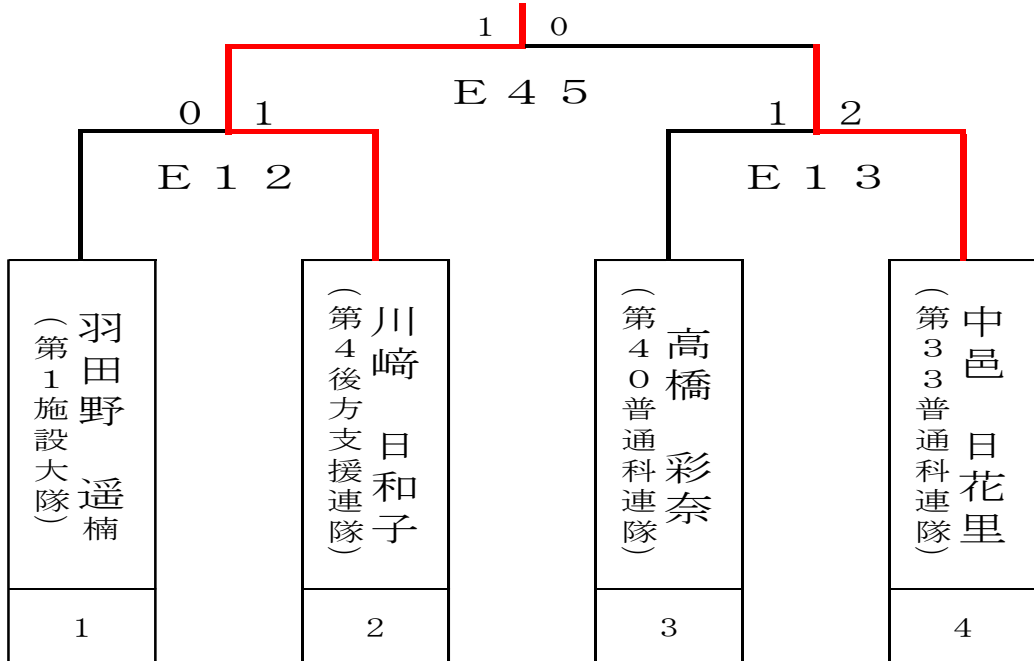 １ ０
Ｅ４５
０ １
１ ２
Ｅ１２
Ｅ１３
羽田野 遥楠
（第１施設大隊）
川﨑 日和子
（第４後方支援連隊）
高橋 彩奈
（第４０普通科連隊）
中邑 日花里
（第３３普通科連隊）
１
２
３
４